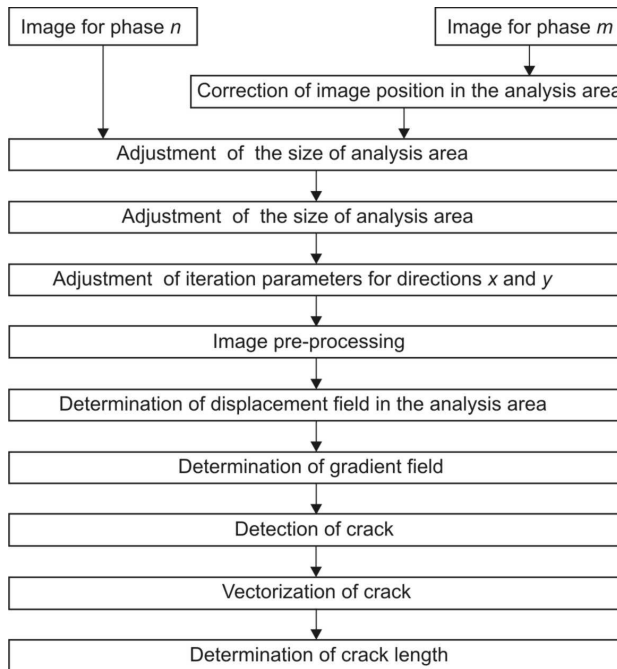 Image for phase n
Image for phase m
Correction of image position in the analysis area
Adjustment of the size of analysis area
Adjustment of the size of analysis area
Adjustment of iteration parameters for directions x and y
Image pre-processing
Determination of displacement field in the analysis area
Determination of gradient field
Detection of crack
Vectorization of crack
Determination of crack length